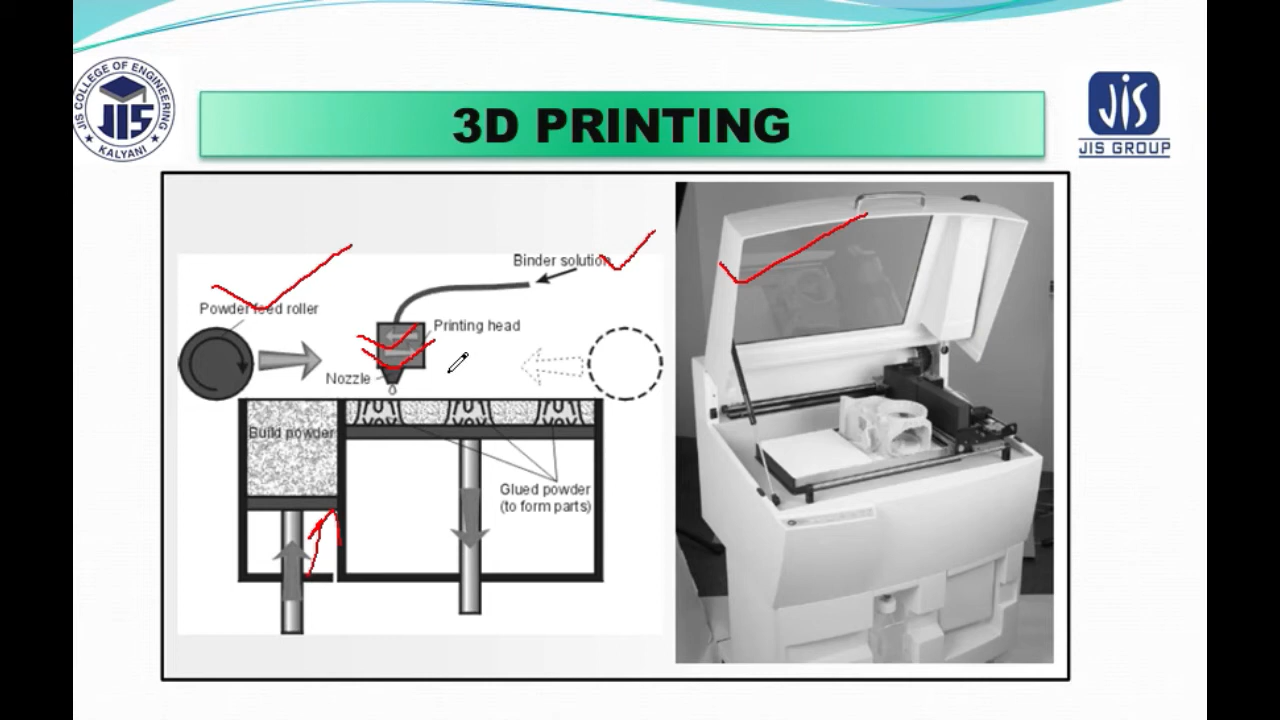 JIS COLLEGE OF ENGINEERING
JIS
KALYANI
3D PRINTING
JIS
JIS GROUP
Binder solution
Powder feed roller
Printing head
Nozzle
Build powder
Glued powder
(to form parts)